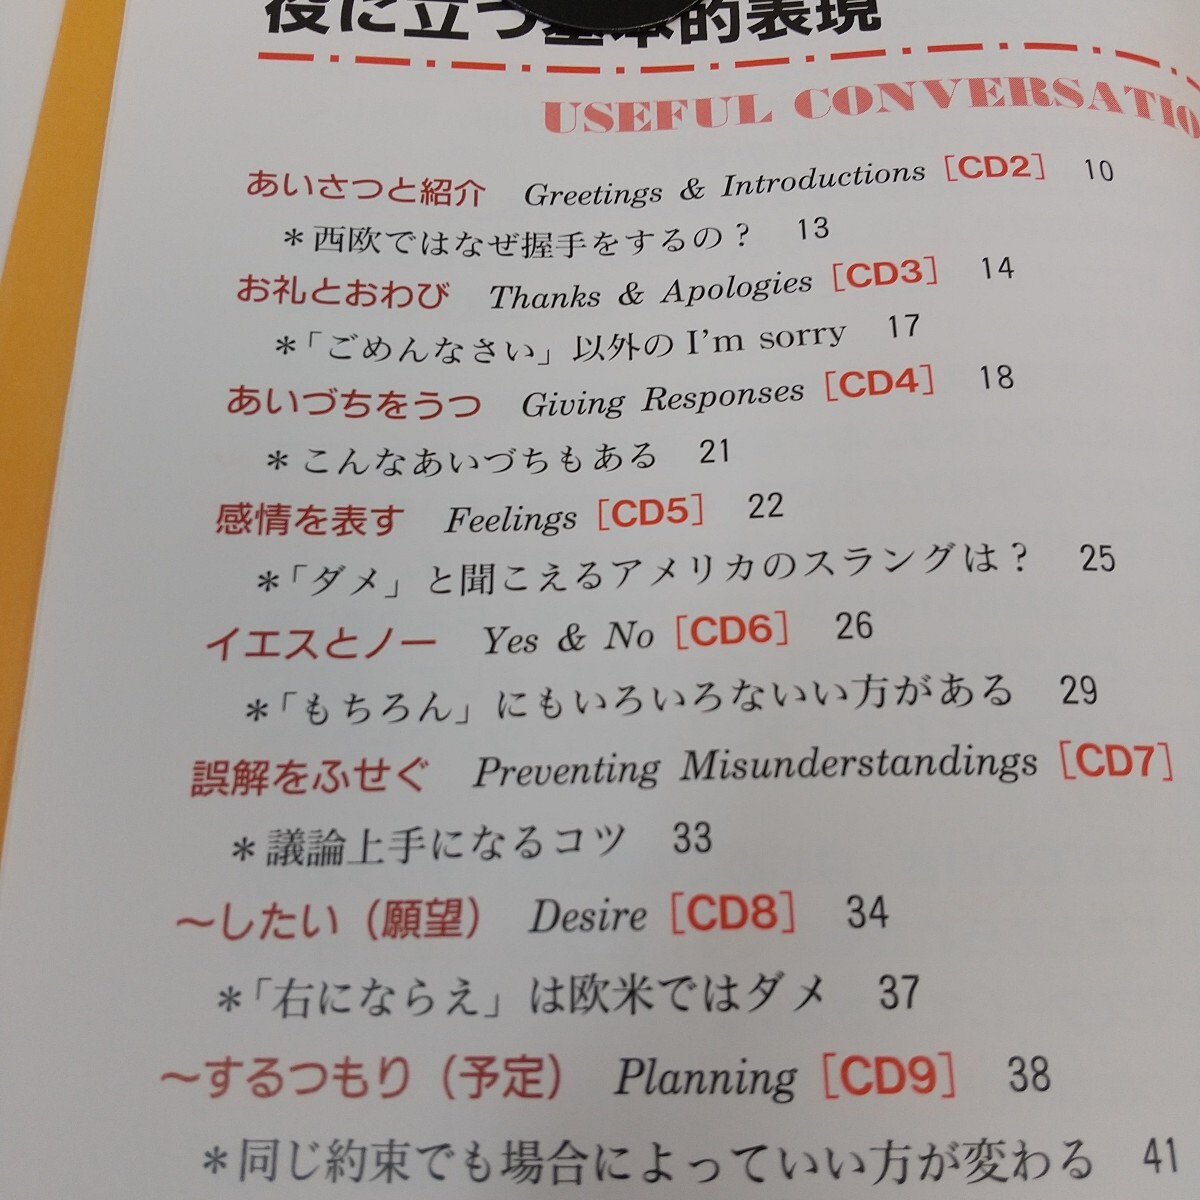 役に立つ基本的表現
USEFUL CONVERSATIO
あいさつと紹介 Greetings & Introductions [CD2] 10
＊西欧ではなぜ握手をするの？ 13
お礼とおわび Thanks & Apologies [CD3] 14
＊「ごめんなさい」以外のI'm sorry 17
あいづちをうつ Giving Responses [CD4] 18
＊こんなあいづちもある 21
感情を表す Feelings [CD5] 22
＊「ダメ」と聞こえるアメリカのスラングは？ 25
イエスとノー Yes & No [CD6] 26
＊「もちろん」にもいろいろないい方がある 29
誤解をふせぐ Preventing Misunderstandings [CD7]
＊議論上手になるコツ 33
〜したい（願望） Desire [CD8] 34
＊「右にならえ」は欧米ではダメ 37
〜するつもり（予定） Planning [CD9] 38
＊同じ約束でも場合によっていい方が変わる 41